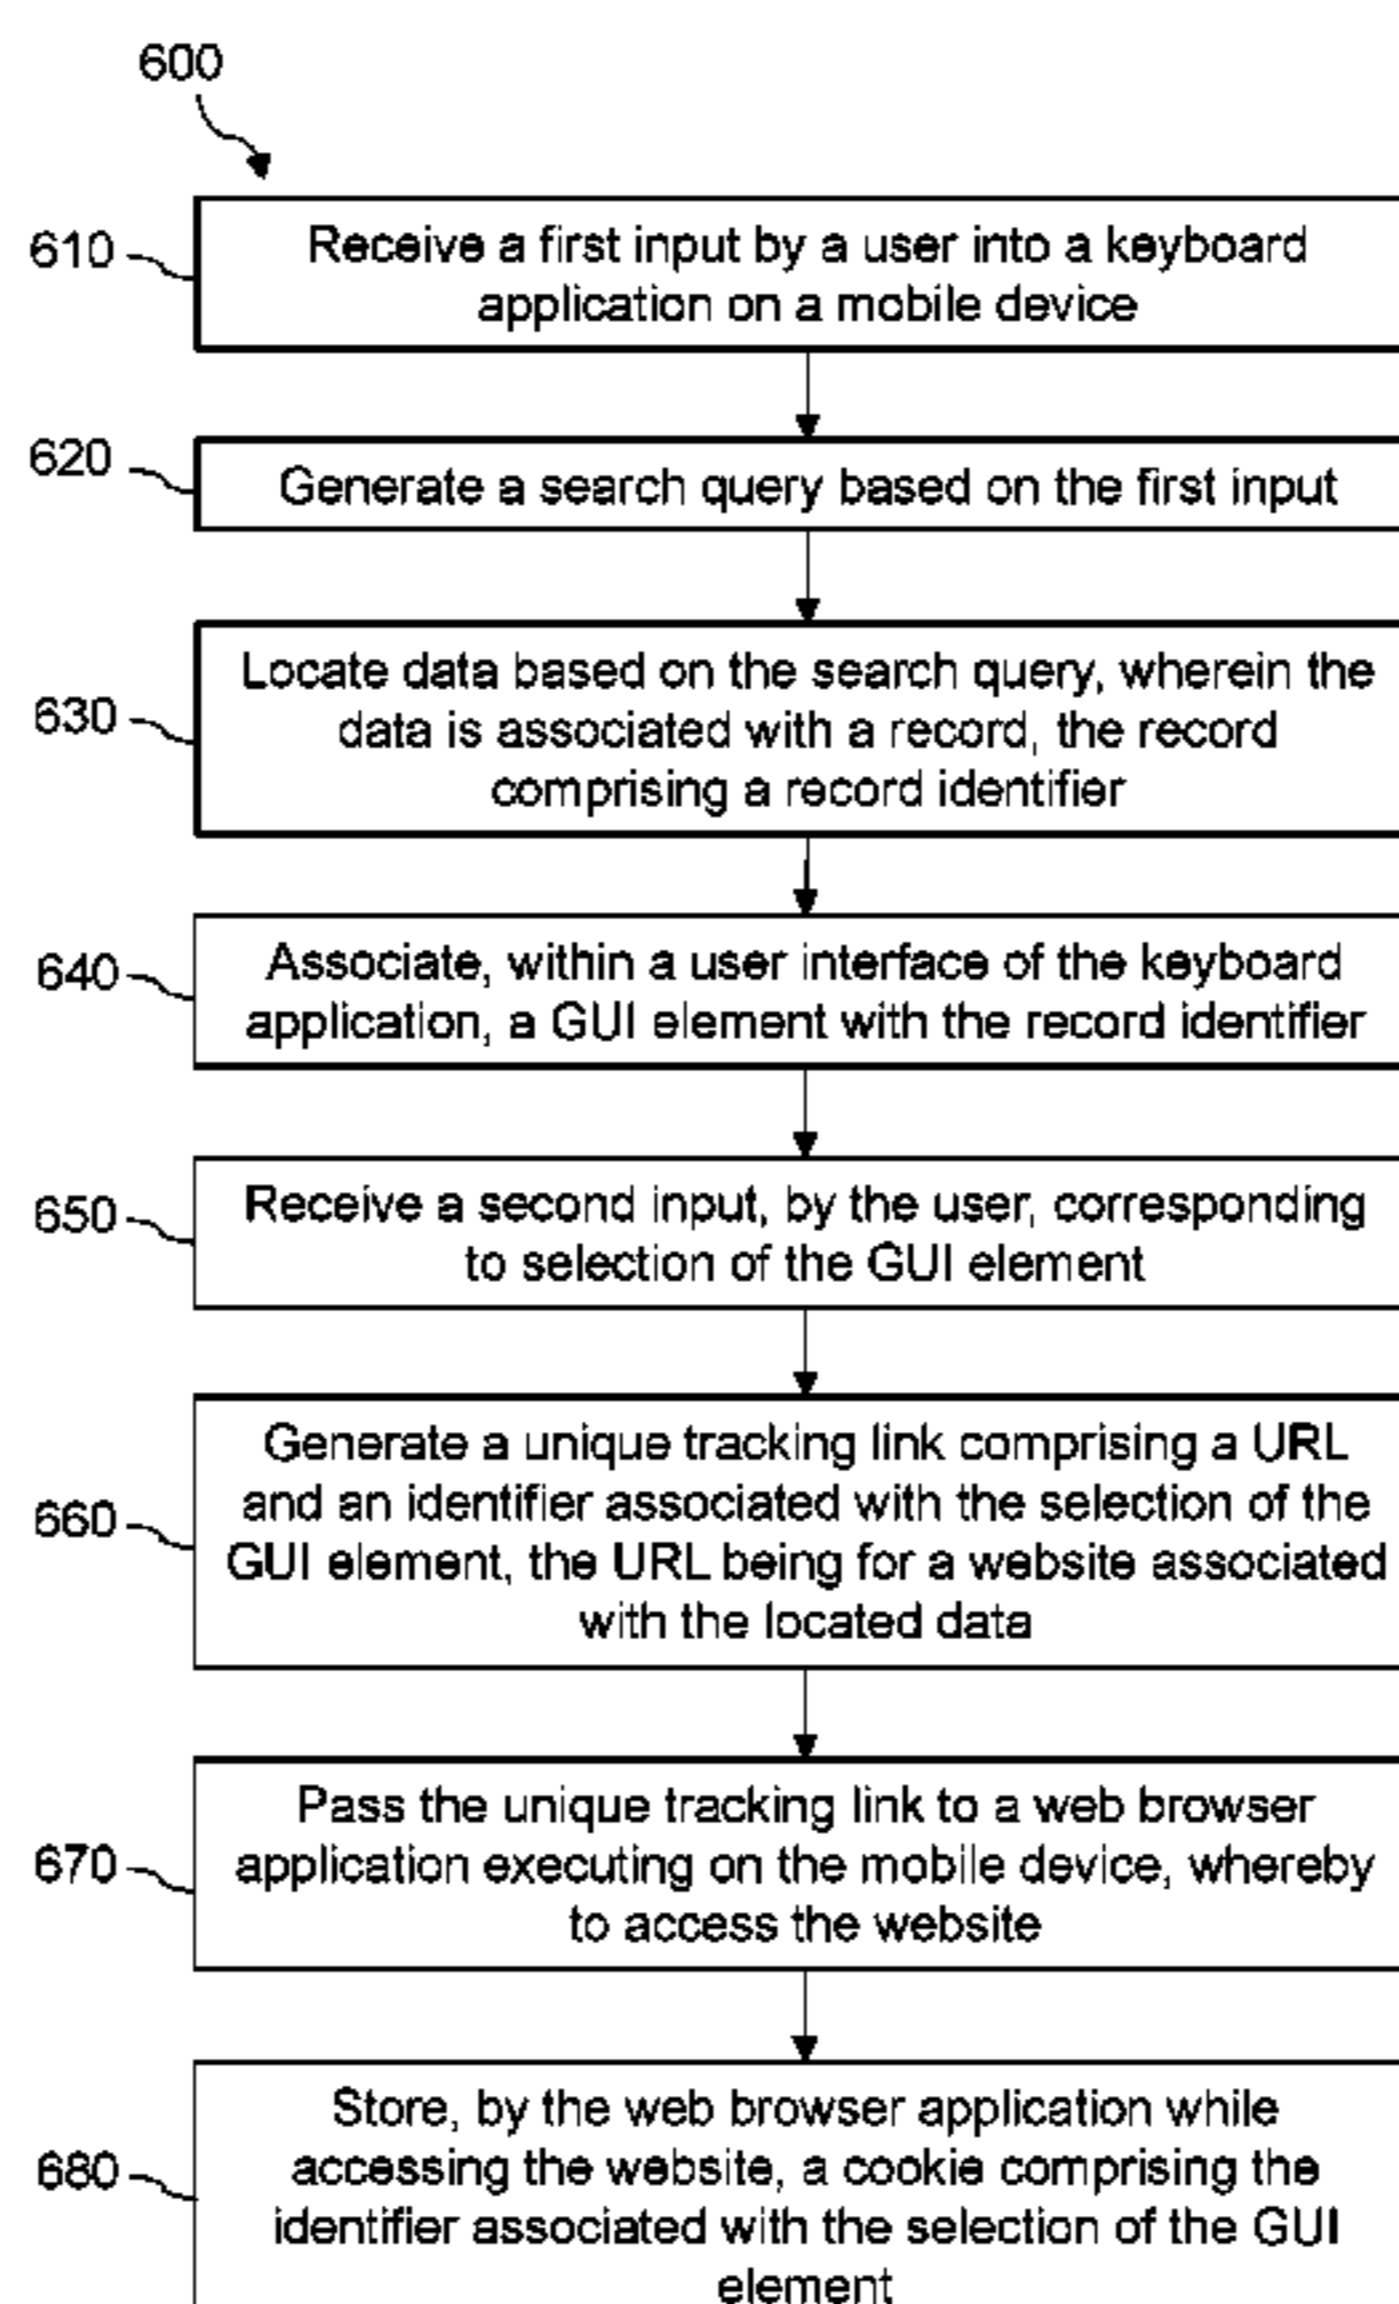 600
610
Receive a first input by a user into a keyboard
application on a mobile device
620
Generate a search query based on the first input
630
Locate data based on the search query, wherein the
data is associated with a record, the record
comprising a record identifier
640
Associate, within a user interface of the keyboard
application, a GUI element with the record identifier
650
Receive a second input, by the user, corresponding
to selection of the GUI element
660
Generate a unique tracking link comprising a URL
and an identifier associated with the selection of the
GUI element, the URL being for a website associated
with the located data
670
Pass the unique tracking link to a web browser
application executing on the mobile device, whereby
to access the website
680
Store, by the web browser application while
accessing the website, a cookie comprising the
identifier associated with the selection of the GUI
element